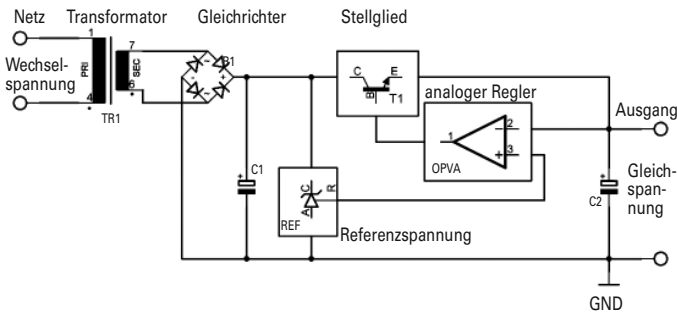 Netz
Transformator
Gleichrichter
Stellglied
1
7
PRI
SEC
4
6
TR1
Wechsel-
spannung
B1
~
-
+
~
C
E
B
T1
analoger Regler
1
2
3
-
+
OPVA
Ausgang
+
C1
C
R
A
REF
Referenzspannung
+
C2
Gleich-
span-
nung
GND